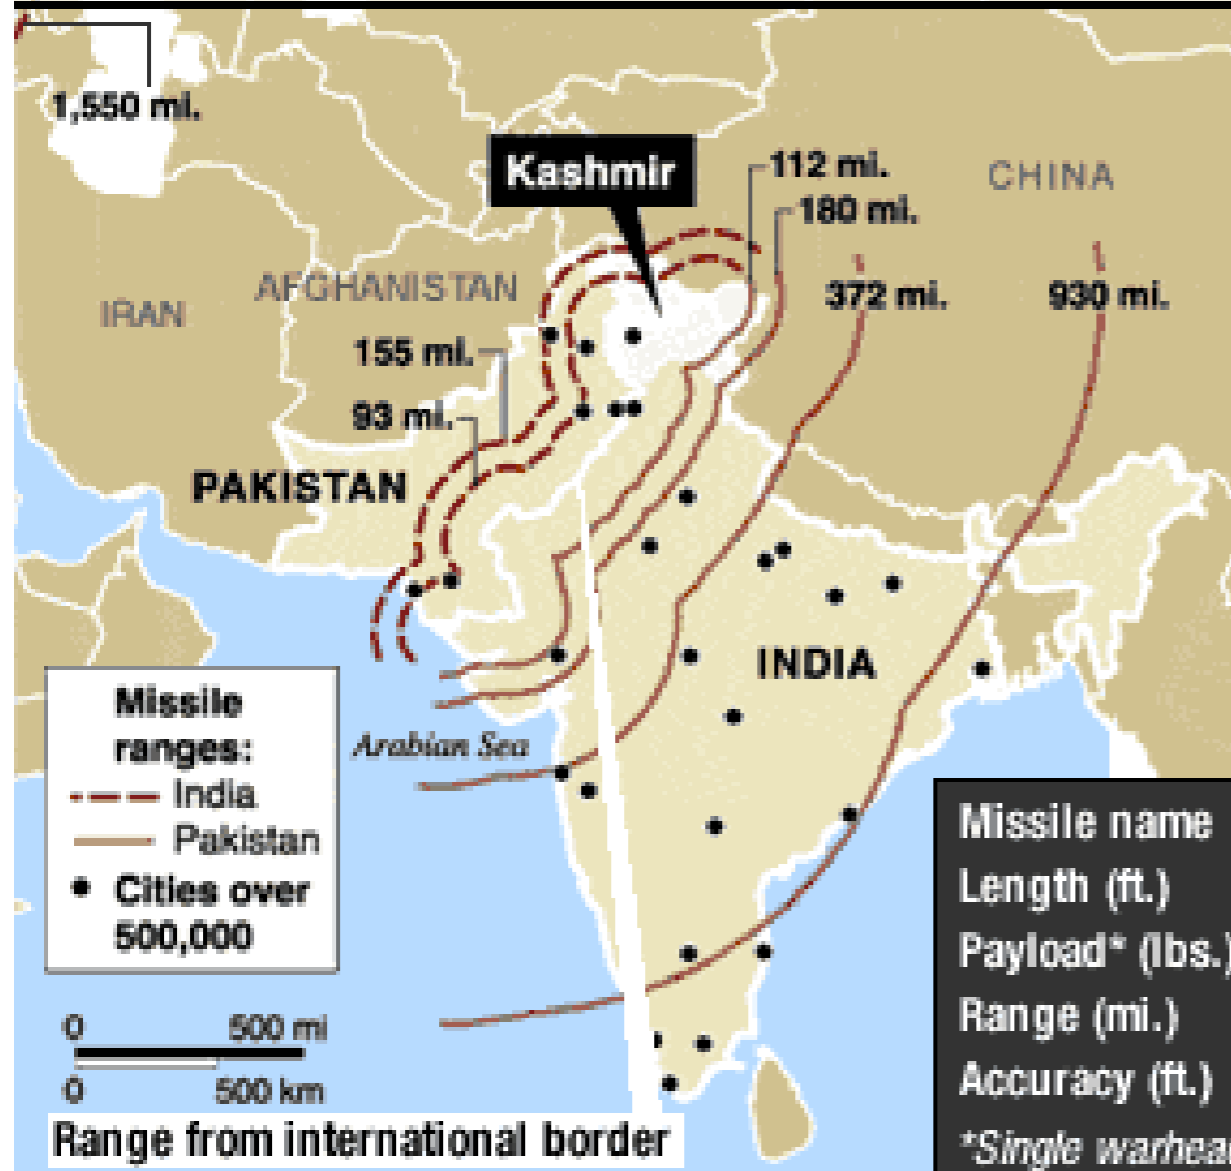 1,550 mi.
Kashmir
112 mi.
CHINA
180 mi.
AFGHANISTAN
372 mi.
930 mi.
IRAN
155 mi.
93 mi.
PAKISTAN
INDIA
Arabian Sea
Missile
ranges:
India
Pakistan
Cities over
500,000
0 500 mi
0 500 km
Range from international border
Missile name
Length (ft.)
Payload* (lbs.)
Range (mi.)
Accuracy (ft.)
*Single warhea